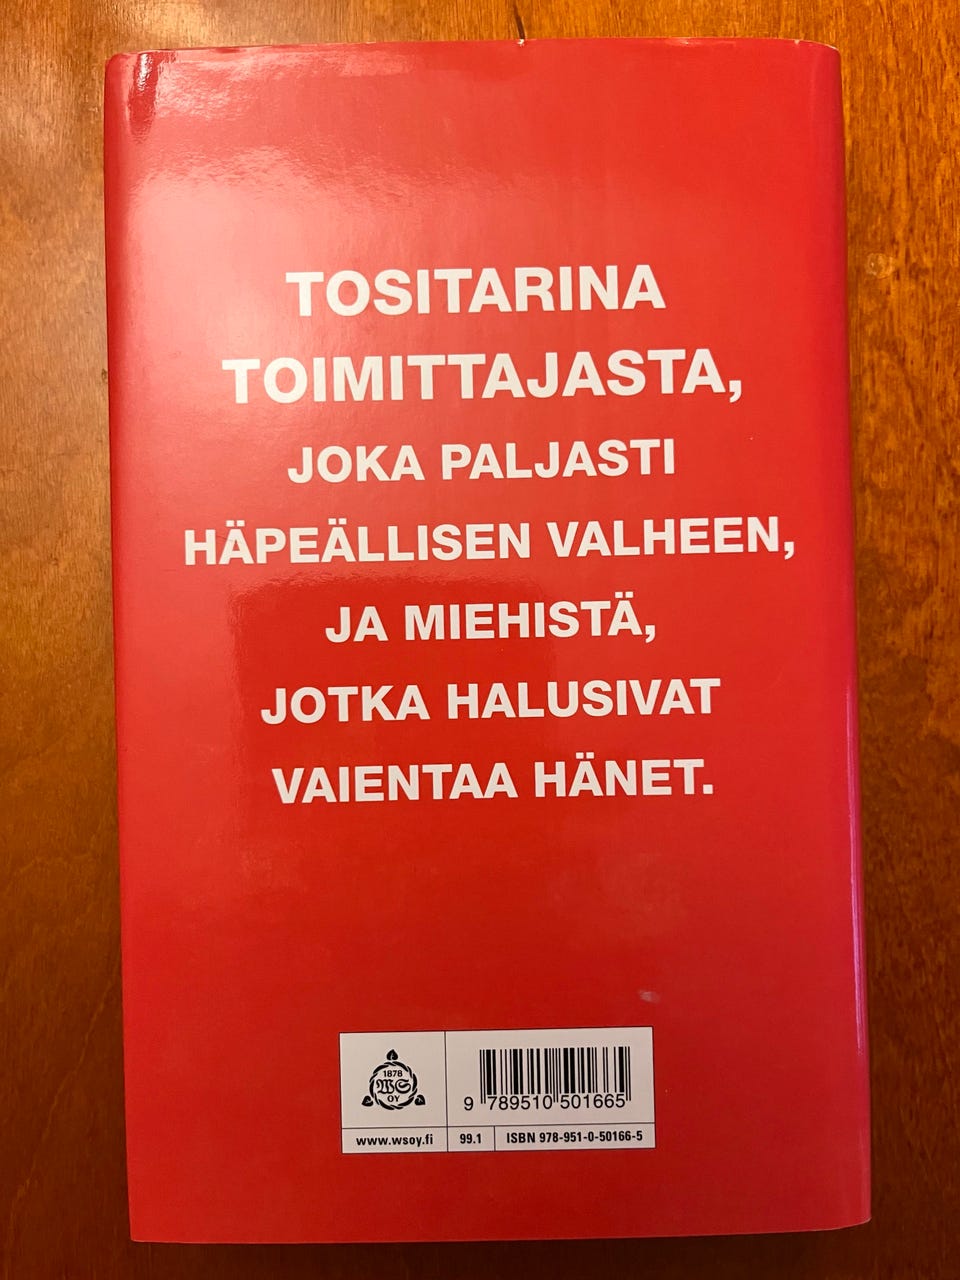 TOSITARINA
TOIMITTAJASTA,
JOKA PALJASTI
HÄPEÄLLISEN VALHEEN,
JA MIEHISTÄ,
JOTKA HALUSIVAT
VAIENTAA HÄNET.
1878
WS
OY
9 789510 501665
www.wsoy.fi
99.1
ISBN 978-951-0-50166-5